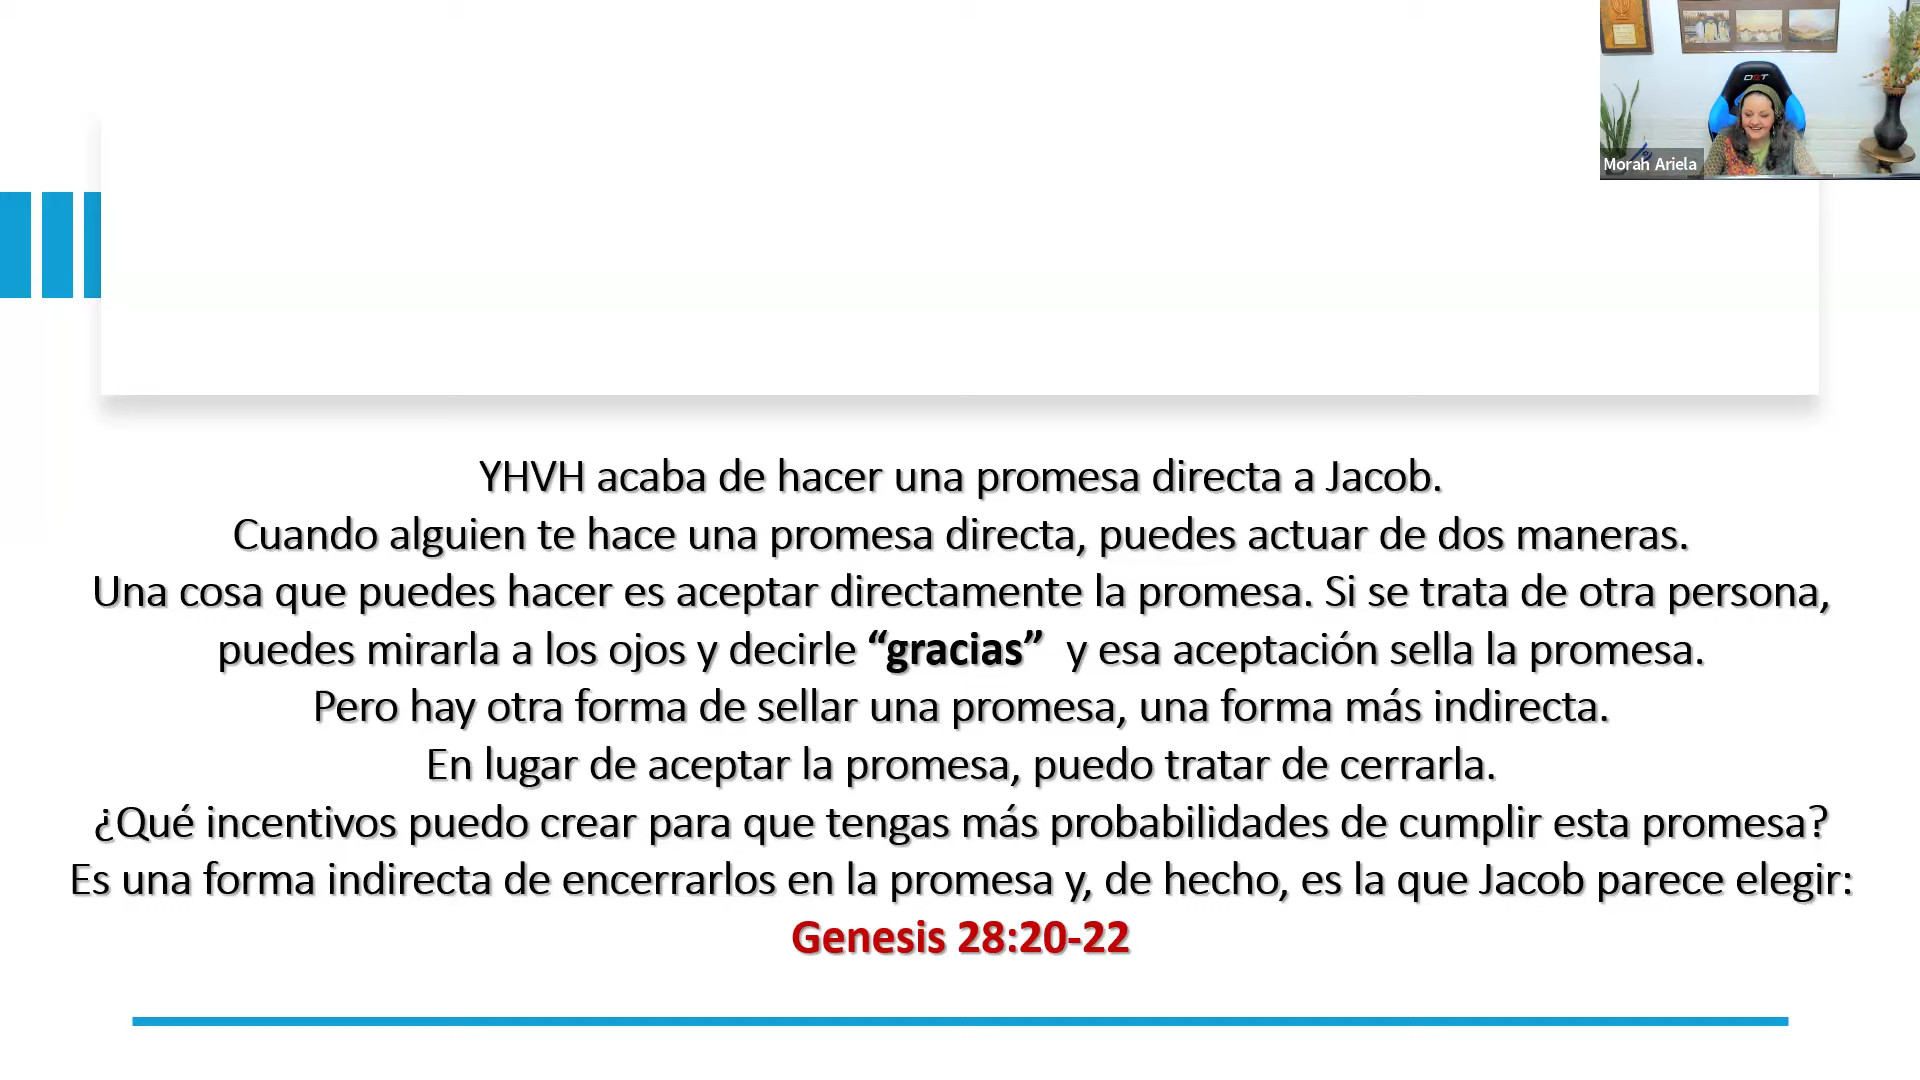 DXT
Morah Ariela
YHVH acaba de hacer una promesa directa a Jacob.
Cuando alguien te hace una promesa directa, puedes actuar de dos maneras.
Una cosa que puedes hacer es aceptar directamente la promesa. Si se trata de otra persona,
puedes mirarla a los ojos y decirle “gracias” y esa aceptación sella la promesa.
Pero hay otra forma de sellar una promesa, una forma más indirecta.
En lugar de aceptar la promesa, puedo tratar de cerrarla.
¿Qué incentivos puedo crear para que tengas más probabilidades de cumplir esta promesa?
Es una forma indirecta de encerrarlos en la promesa y, de hecho, es la que Jacob parece elegir:
Genesis 28:20-22